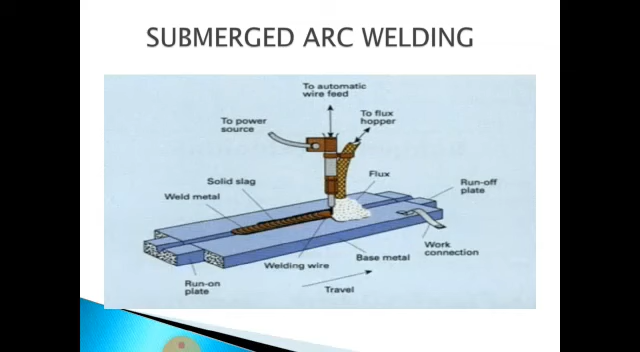 SUBMERGED ARC WELDING
To automatic
wire feed
To power
source
To flux
hopper
Solid slag
Flux
Run-off
plate
Weld metal
Work
connection
Base metal
Welding wire
Run-on
plate
Travel